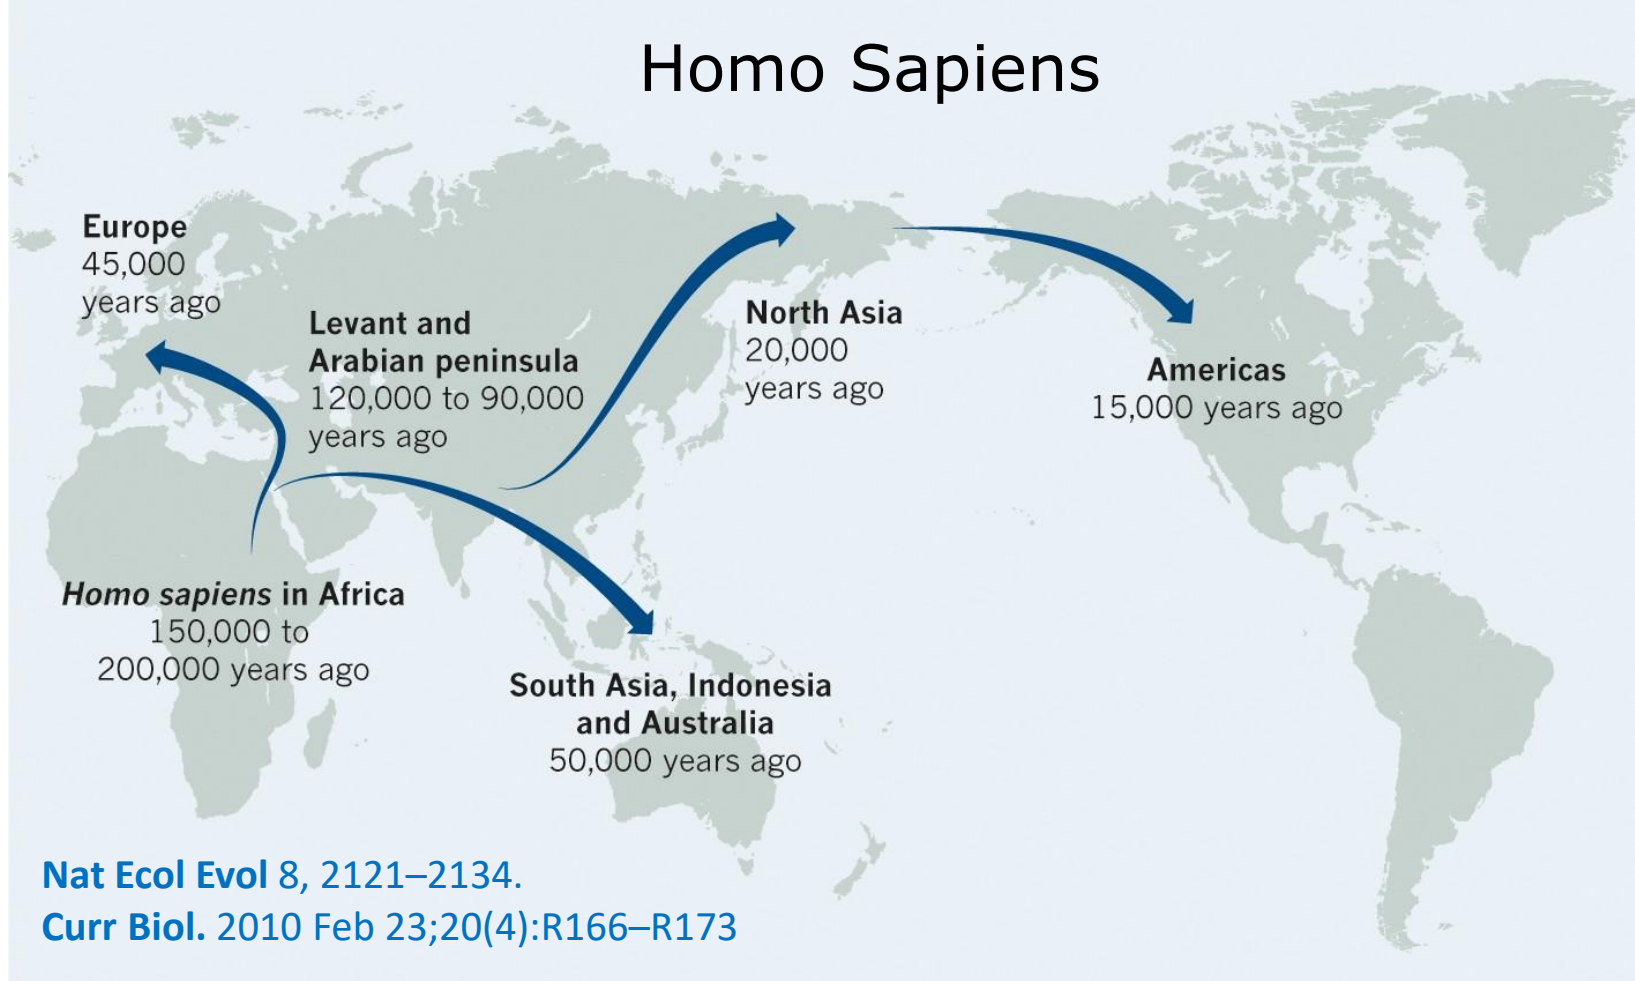 Homo Sapiens
Europe
45,000
years ago
Levant and
Arabian peninsula
120,000 to 90,000
years ago
North Asia
20,000
years ago
Americas
15,000 years ago
Homo sapiens in Africa
150,000 to
200,000 years ago
South Asia, Indonesia
and Australia
50,000 years ago
Nat Ecol Evol 8, 2121–2134.
Curr Biol. 2010 Feb 23;20(4):R166–R173